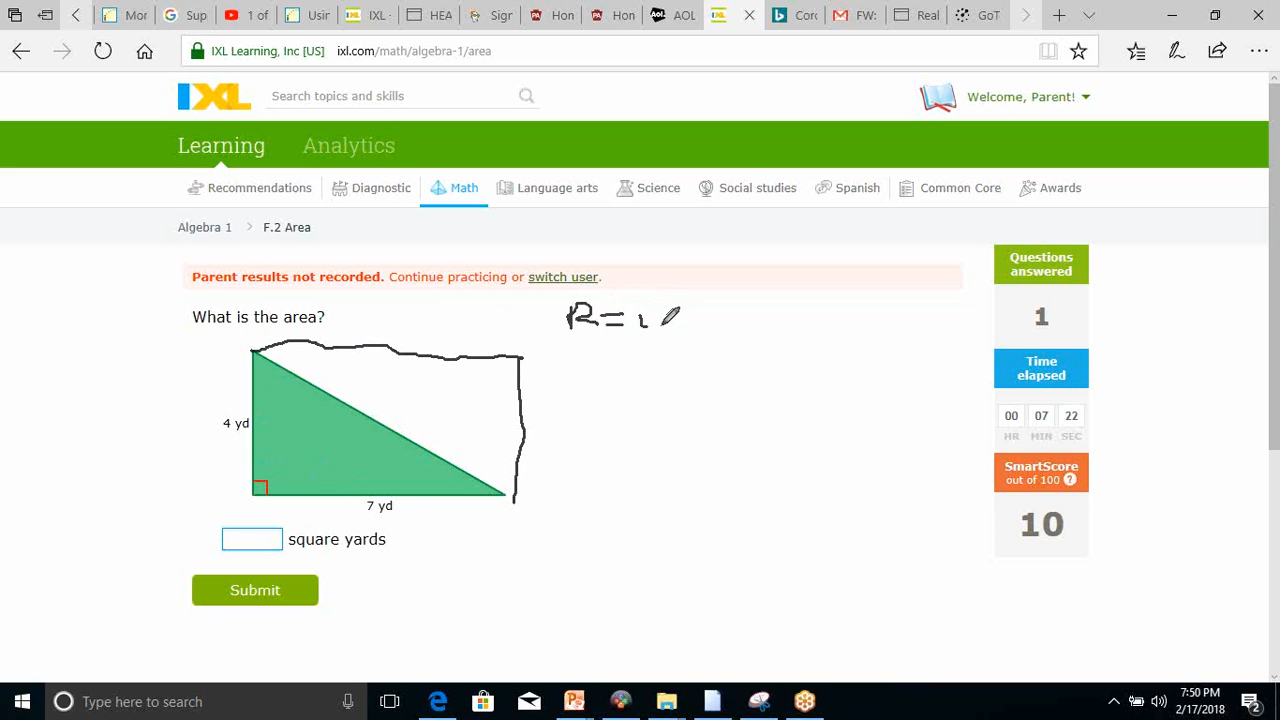 Mor
Sup
1 of
Usir
IXL -
HEA
Sign
Hon
Hon
Aol.
AOL
IXL
Corc
FW:
Real
GoT
IXL Learning, Inc [US] ixl.com/math/algebra-1/area
IXL
Search topics and skills
Welcome, Parent!
Learning
Analytics
Recommendations
Diagnostic
Math
Language arts
Science
Social studies
Spanish
Common Core
Awards
Algebra 1 > F.2 Area
Parent results not recorded. Continue practicing or switch user.
What is the area?
R=
4 yd
7 yd
square yards
Submit
Questions
answered
1
Time
elapsed
00 07 22
HR MIN SEC
SmartScore
out of 100 ?
10
Type here to search
7:50 PM
2/17/2018
2